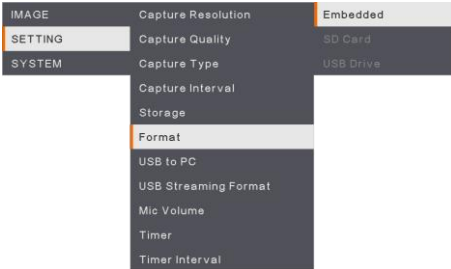 IMAGE
SETTING
SYSTEM
Capture Resolution
Capture Quality
Capture Type
Capture Interval
Storage
Format
USB to PC
USB Streaming Format
Mic Volume
Timer
Timer Interval
Embedded
SD Card
USB Drive